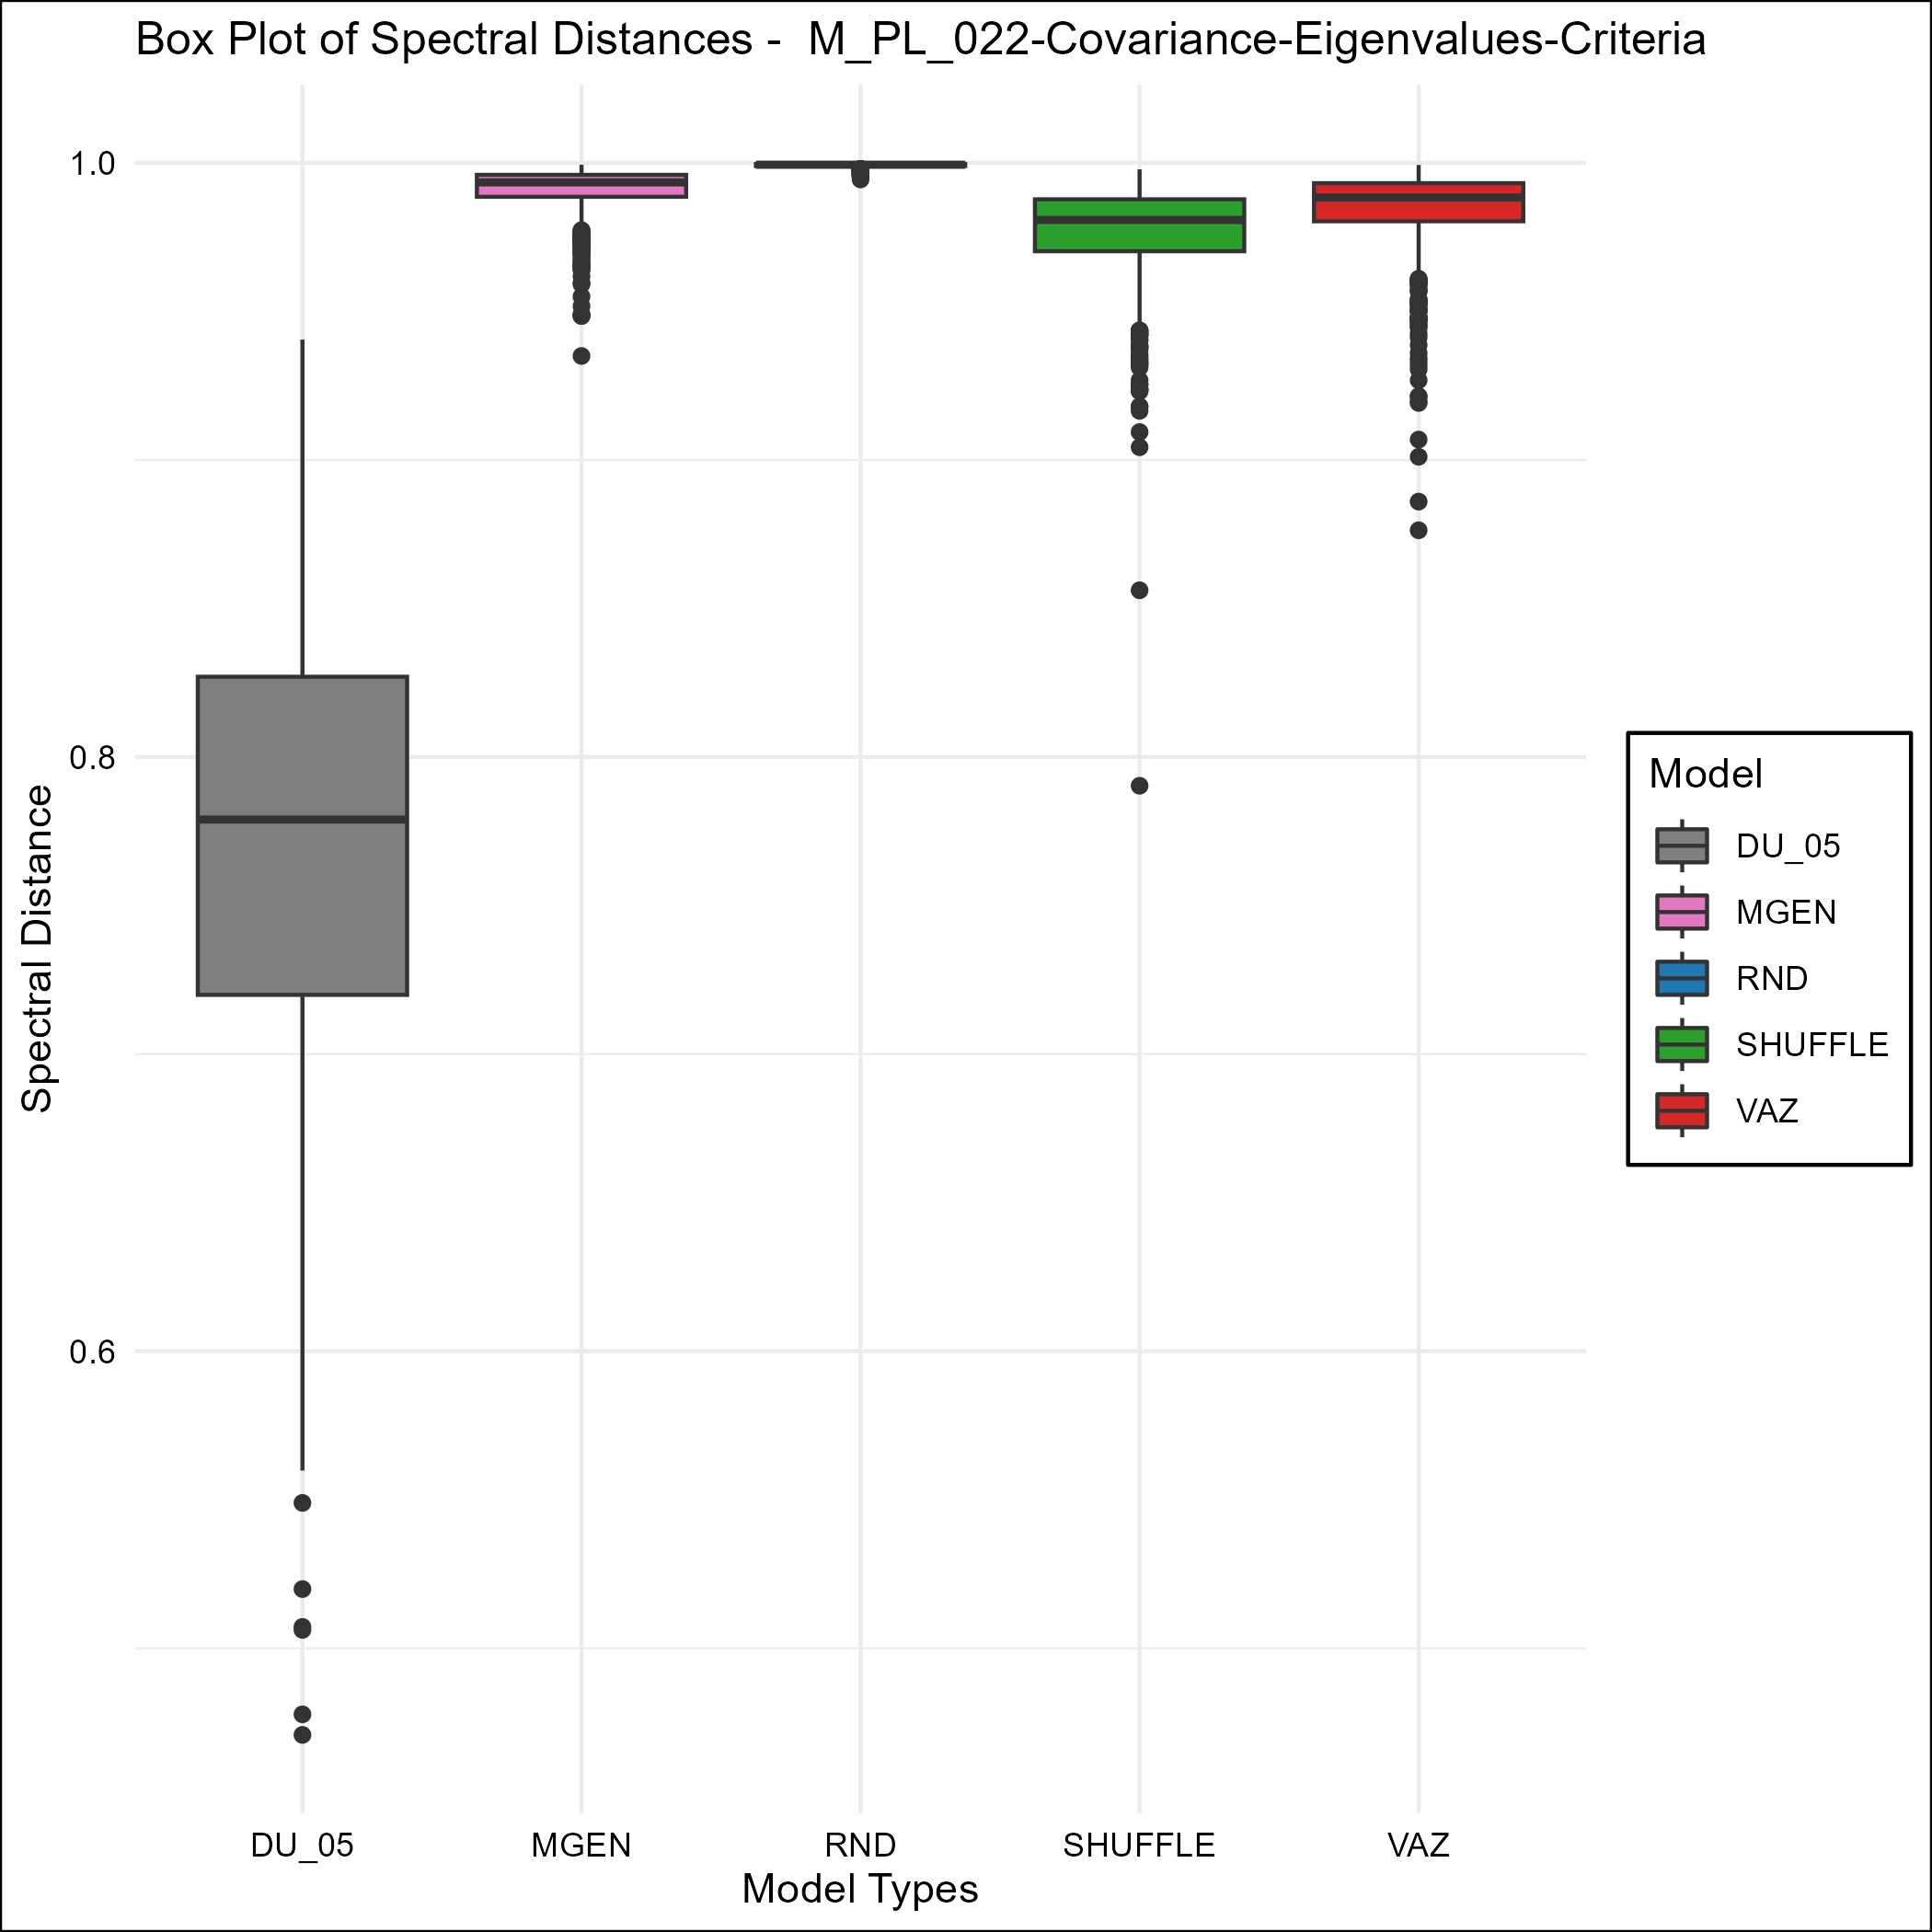 Box Plot of Spectral Distances -  M_PL_022-Covariance-Eigenvalues-Criteria
1.0
0.8
0.6
Spectral Distance
DU_05
MGEN
RND
SHUFFLE
VAZ
Model Types
Model
DU_05
MGEN
RND
SHUFFLE
VAZ